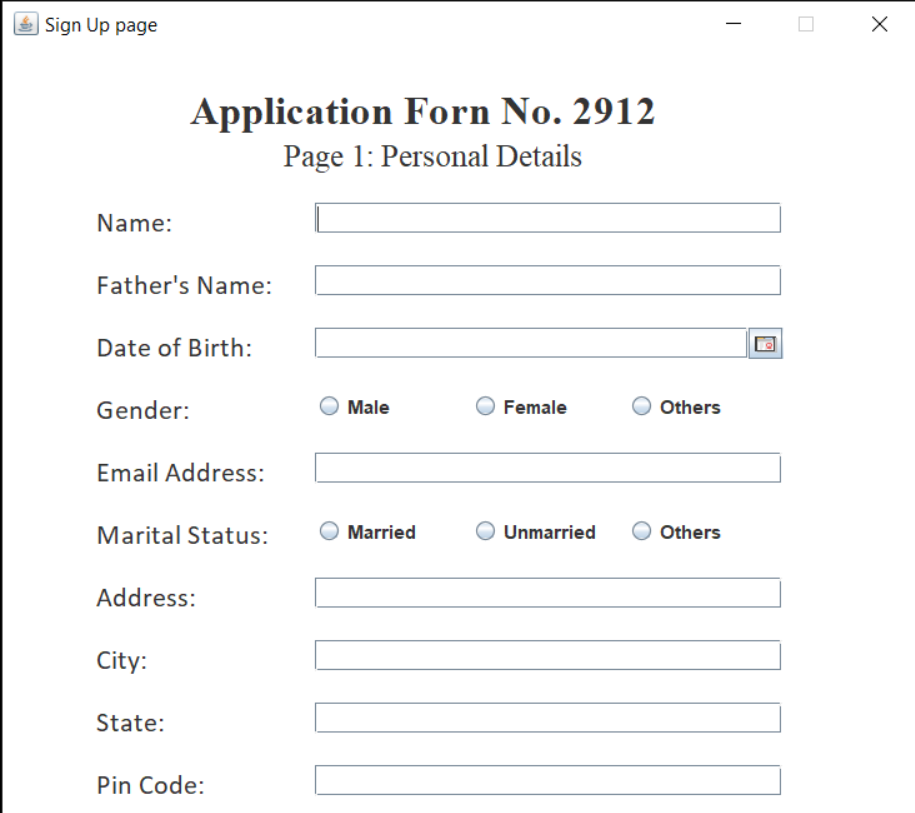 Sign Up page
Application Forn No. 2912
Page 1: Personal Details
Name:
Father's Name:
Date of Birth:
Gender: Male Female Others
Email Address:
Marital Status: Married Unmarried Others
Address:
City:
State:
Pin Code: